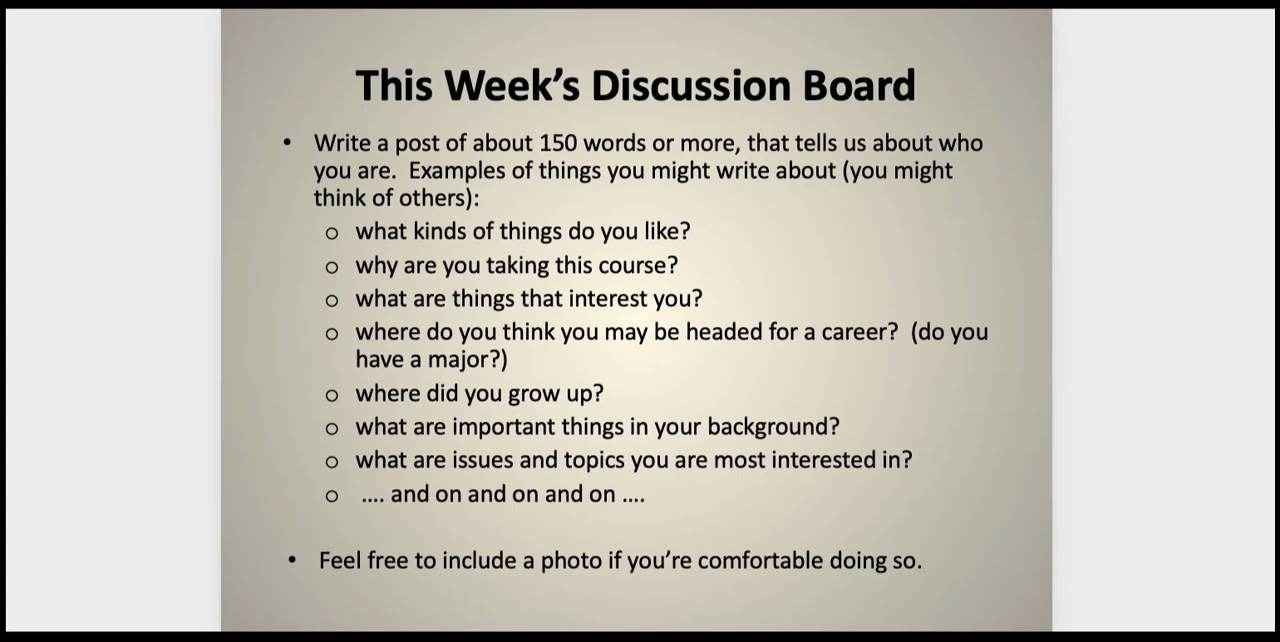 This Week's Discussion Board
• Write a post of about 150 words or more, that tells us about who
you are.  Examples of things you might write about (you might
think of others):
o what kinds of things do you like?
o why are you taking this course?
o what are things that interest you?
o where do you think you may be headed for a career?  (do you
have a major?)
o where did you grow up?
o what are important things in your background?
o what are issues and topics you are most interested in?
o .... and on and on and on ....
• Feel free to include a photo if you're comfortable doing so.